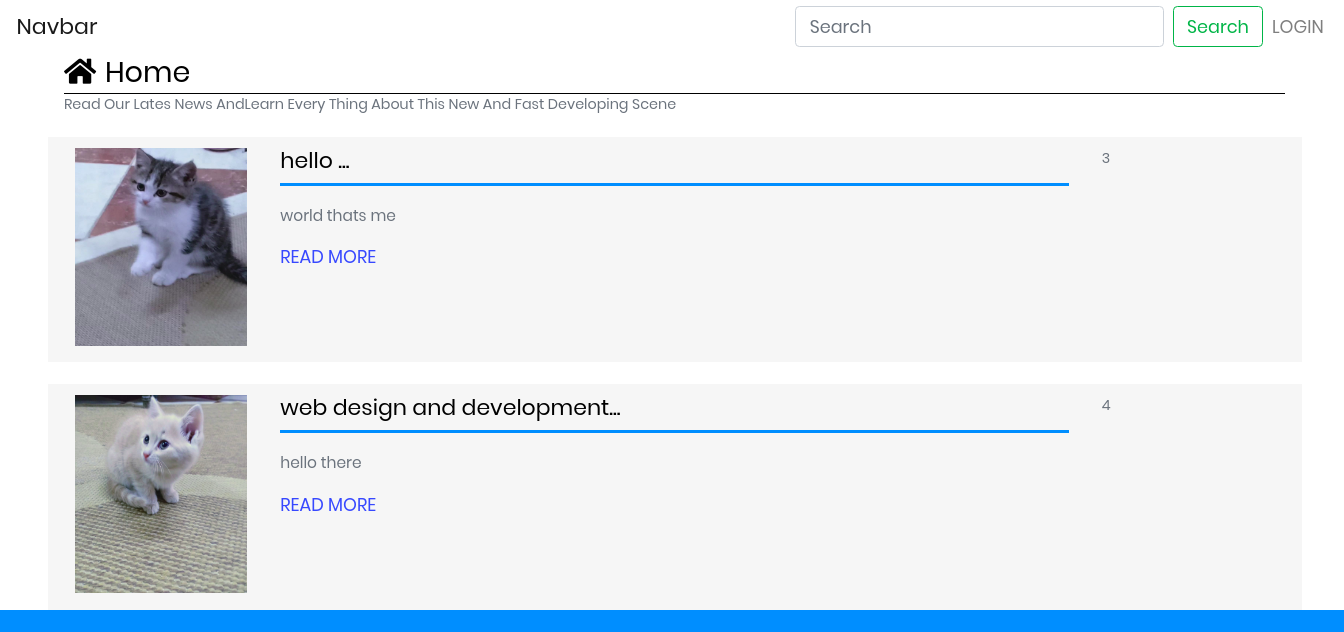 Navbar
Search
Search
LOGIN
Home
Read Our Lates News AndLearn Every Thing About This New And Fast Developing Scene
hello ...
3
world thats me
READ MORE
web design and development...
4
hello there
READ MORE